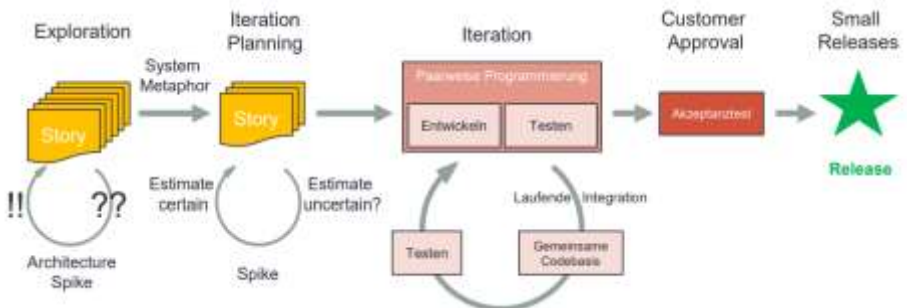 Exploration
Iteration
Planning
Iteration
Customer
Approval
Small
Releases
System
Metaphor
Story
Story
Paarweise Programmierung
Entwickeln
Testen
Akzeptanztest
Release
!!
??
Architecture
Spike
Estimate
certain
Estimate
uncertain?
Spike
Laufende Integration
Testen
Gemeinsame
Codebasis